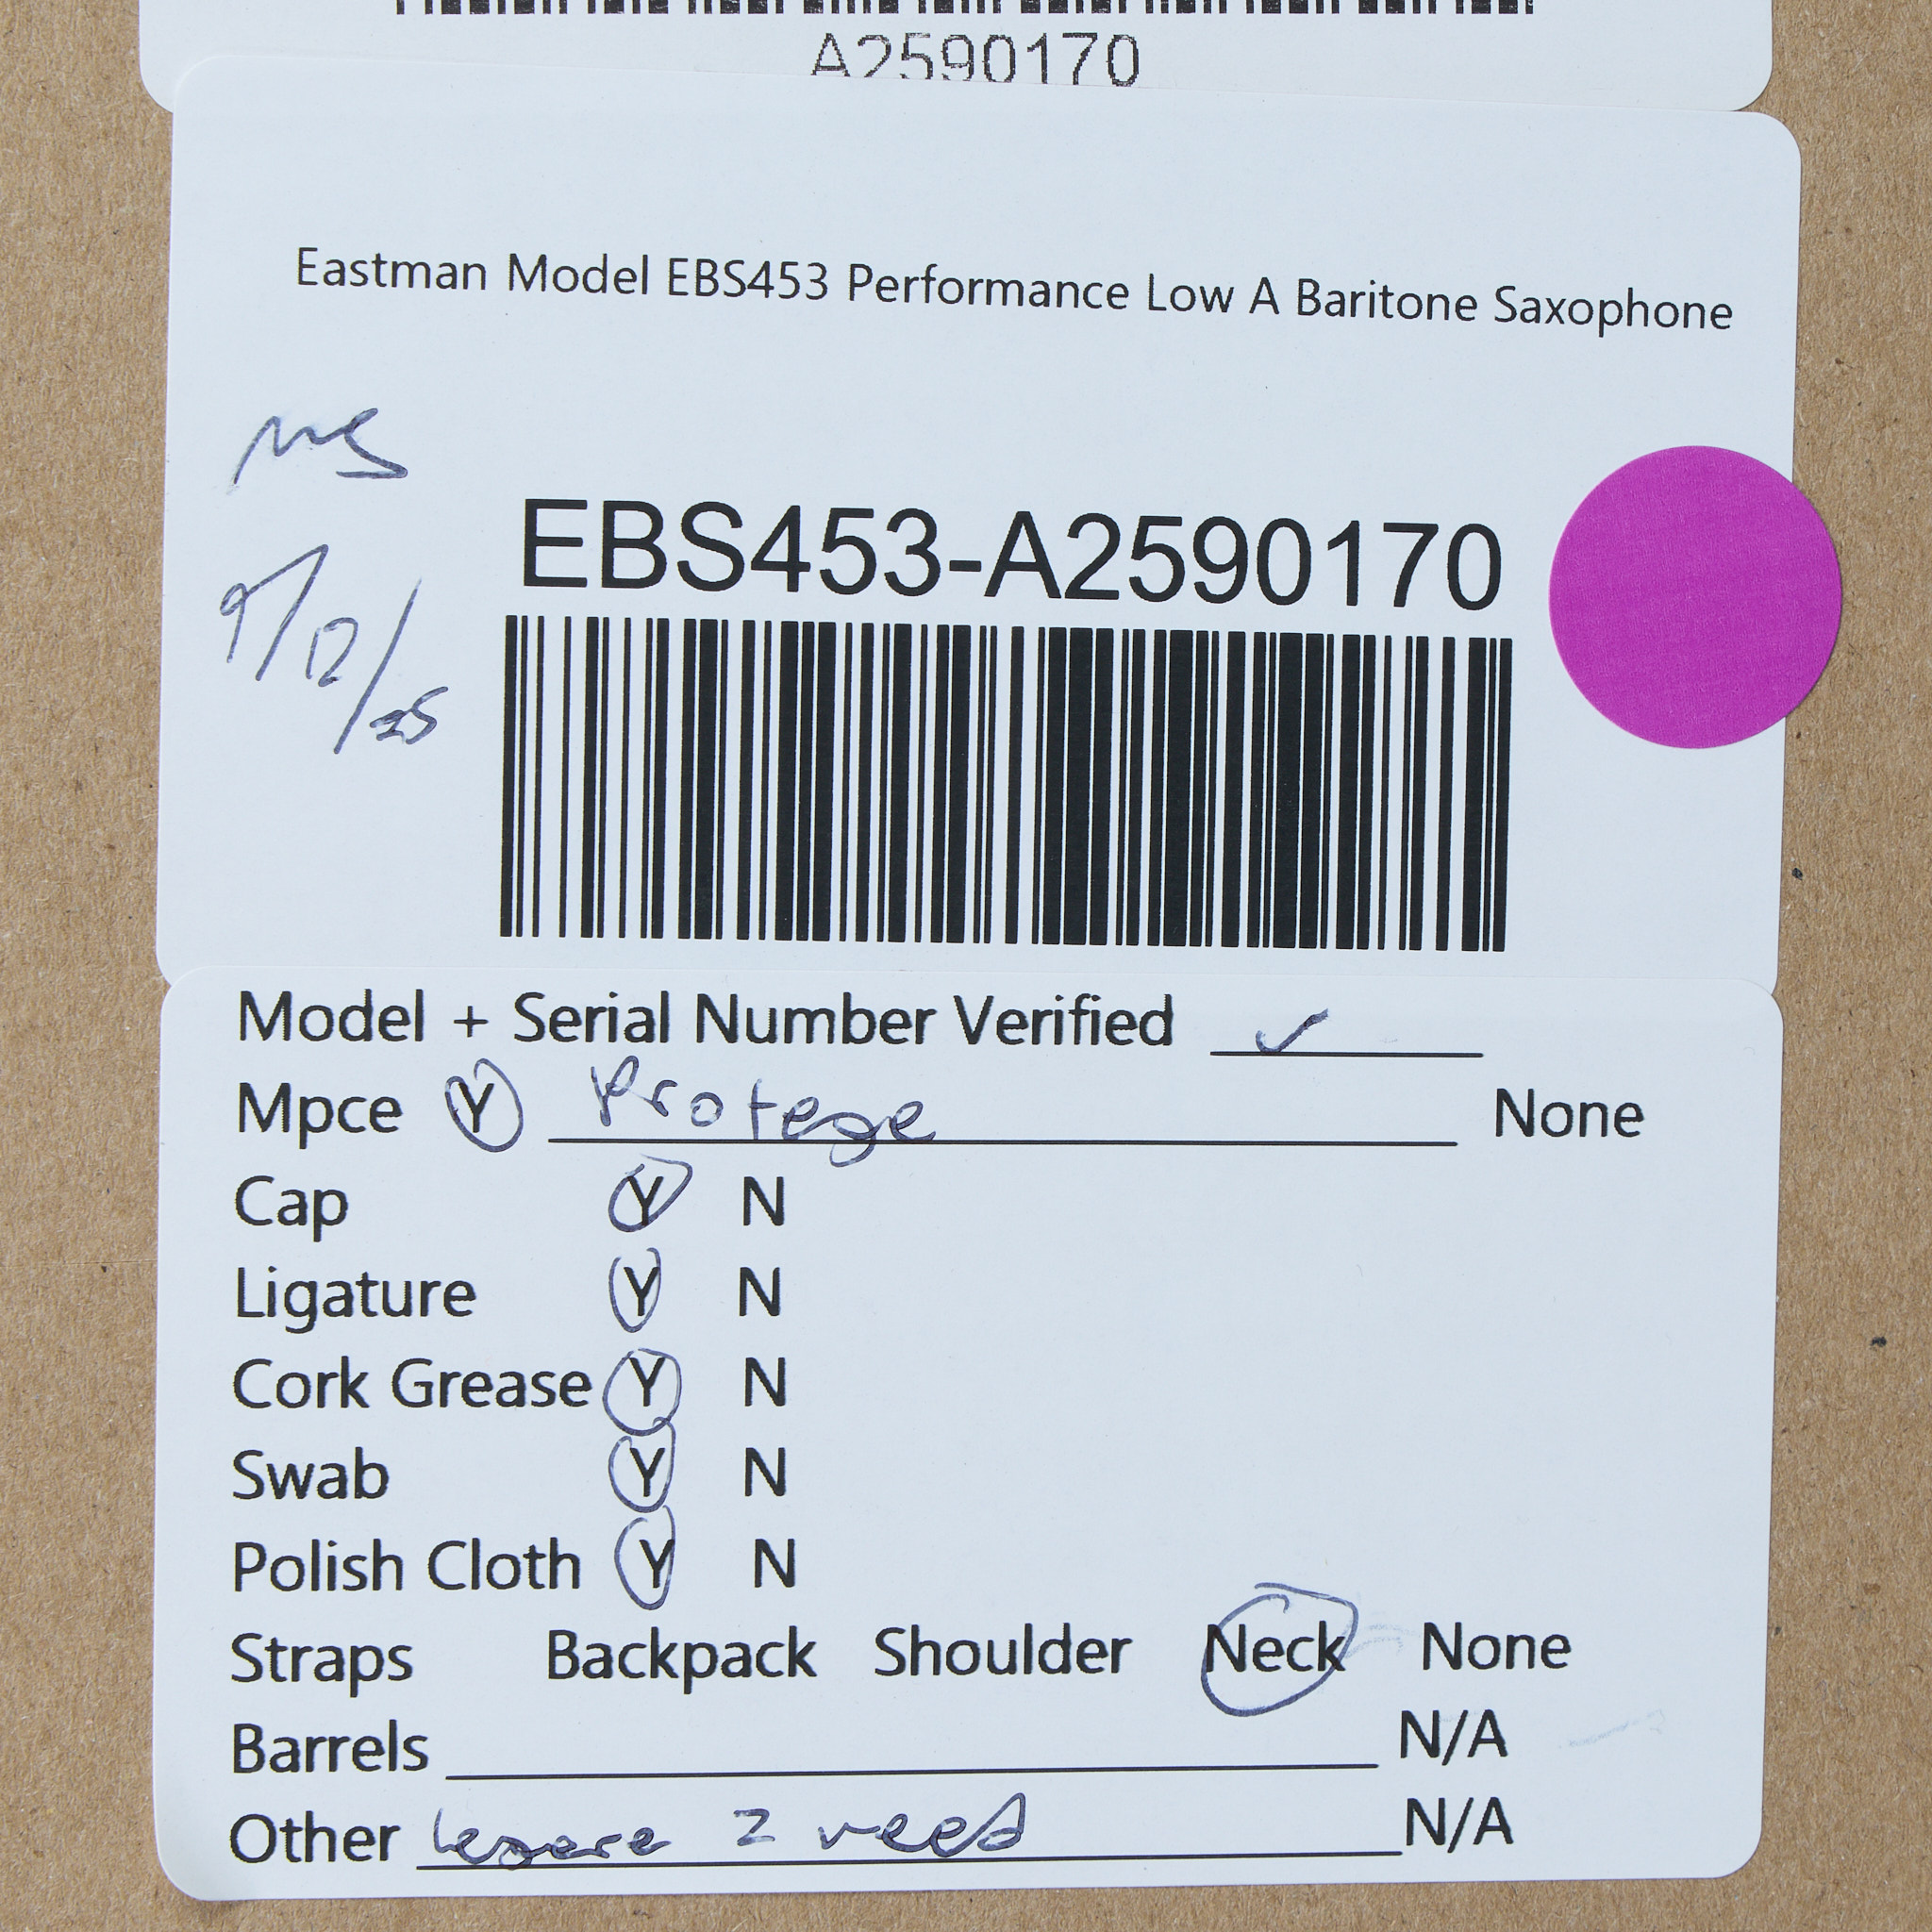 A2590170
Eastman Model EBS453 Performance Low A Baritone Saxophone
MS
9/12/25
EBS453-A2590170
Model + Serial Number Verified ✓
Mpce Y Protege None
Cap Y N
Ligature Y N
Cork Grease Y N
Swab Y N
Polish Cloth Y N
Straps Backpack Shoulder Neck None
Barrels N/A
Other legere 2 reed N/A